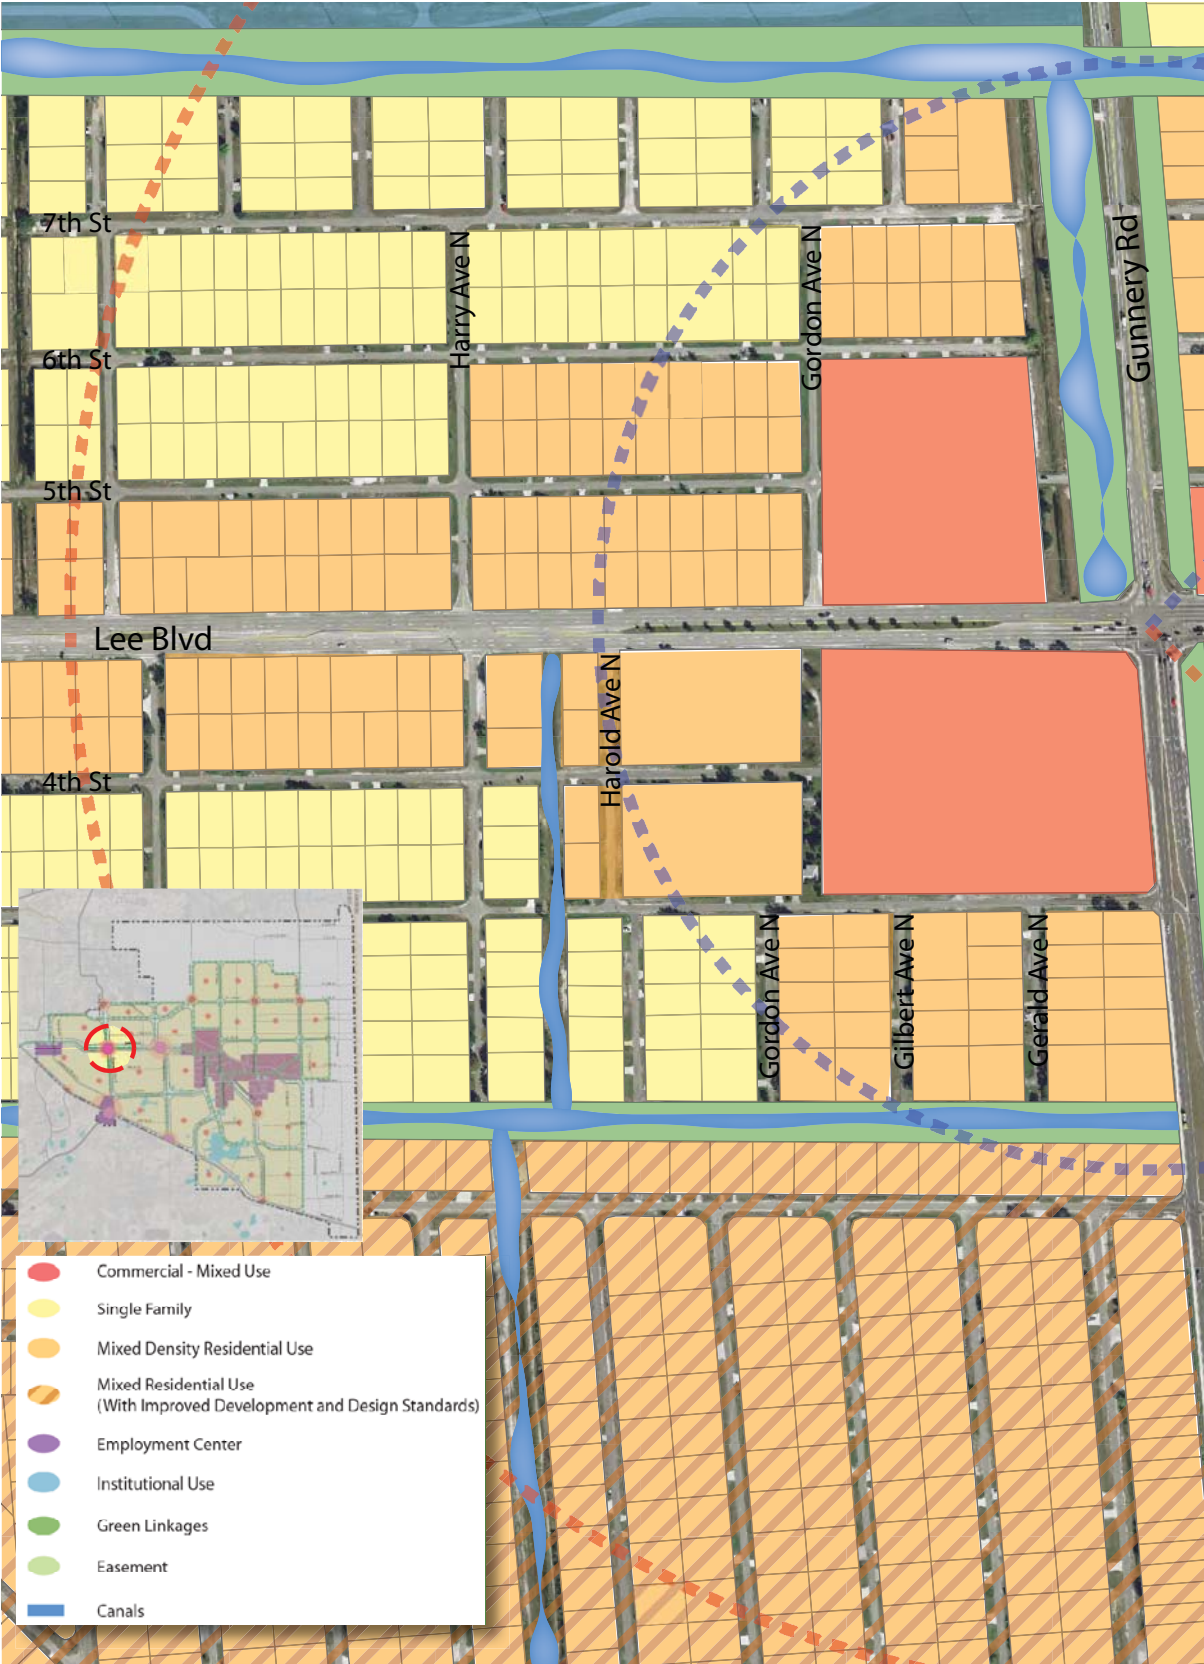 7th St
Harry Ave N
Gordon Ave N
Gunnery Rd
6th St
5th St
Lee Blvd
Harold Ave N
4th St
Gordon Ave N
Gilbert Ave N
Gerald Ave N
Commercial - Mixed Use
Single Family
Mixed Density Residential Use
Mixed Residential Use
(With Improved Development and Design Standards)
Employment Center
Institutional Use
Green Linkages
Easement
Canals